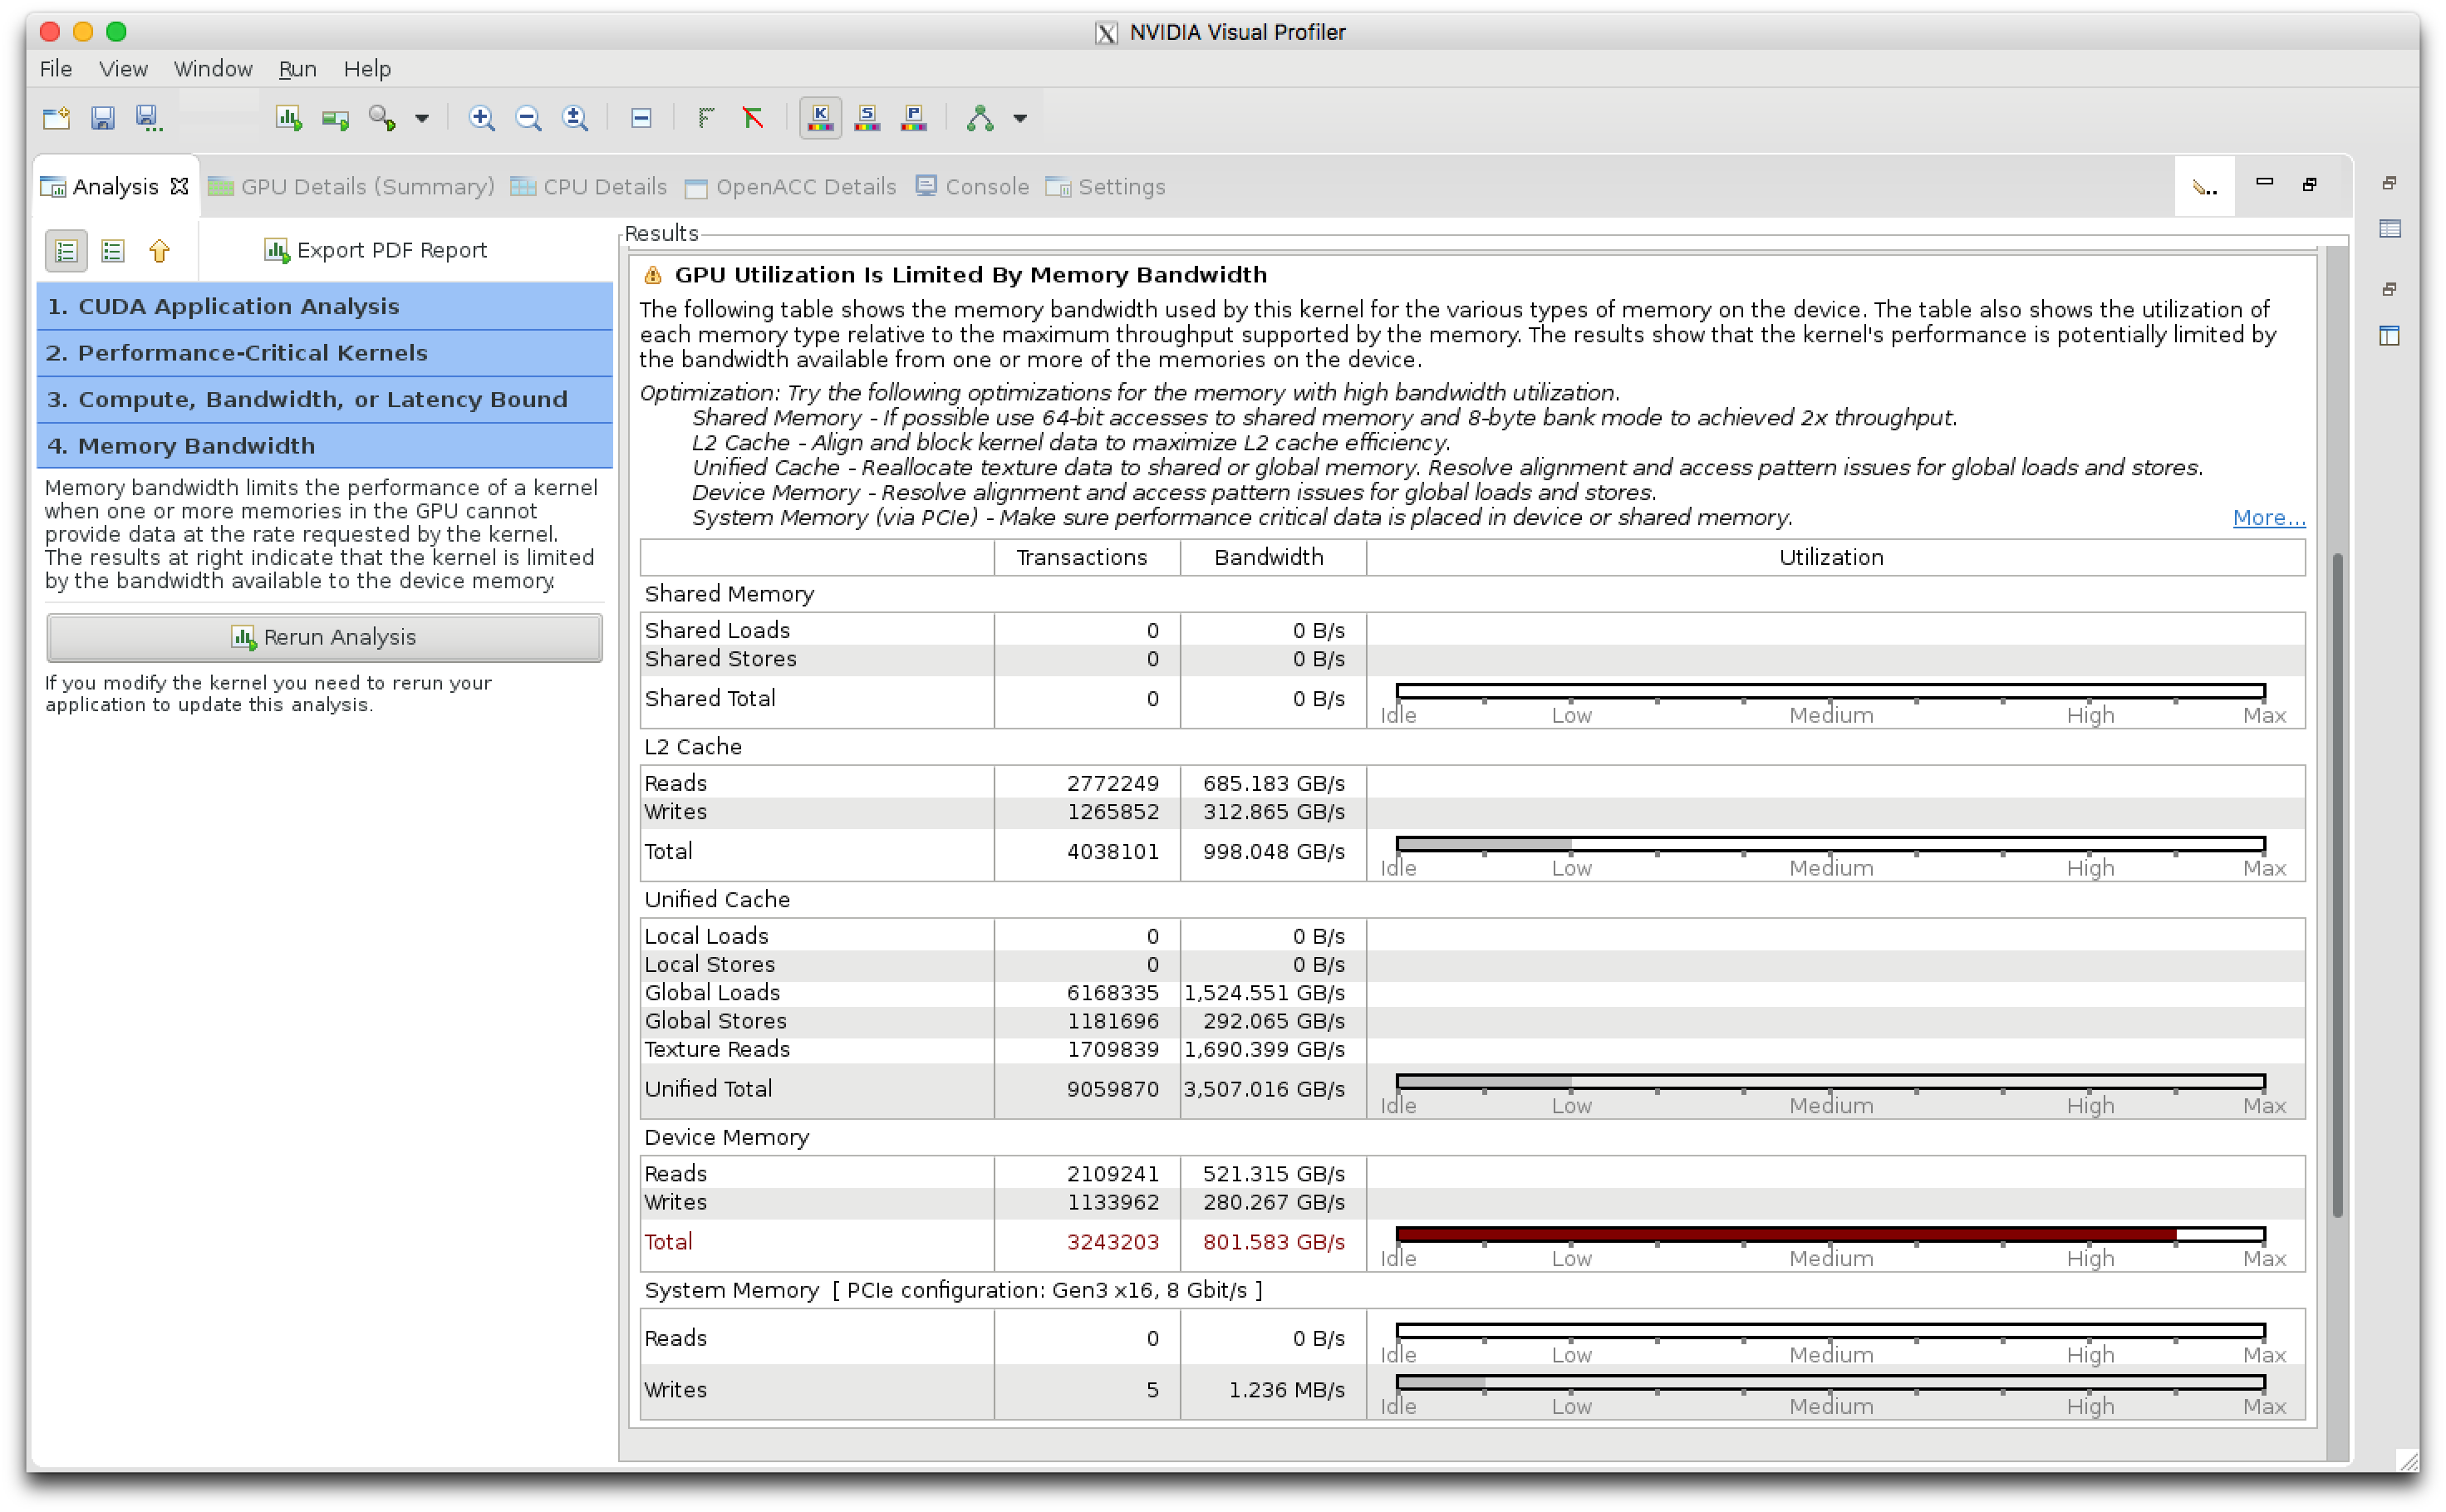 NVIDIA Visual Profiler
File View Window Run Help
K S P
Analysis GPU Details (Summary) CPU Details OpenACC Details Console Settings
Export PDF Report
1. CUDA Application Analysis
2. Performance-Critical Kernels
3. Compute, Bandwidth, or Latency Bound
4. Memory Bandwidth
Memory bandwidth limits the performance of a kernel
when one or more memories in the GPU cannot
provide data at the rate requested by the kernel.
The results at right indicate that the kernel is limited
by the bandwidth available to the device memory.
Rerun Analysis
If you modify the kernel you need to rerun your
application to update this analysis.
Results
GPU Utilization Is Limited By Memory Bandwidth
The following table shows the memory bandwidth used by this kernel for the various types of memory on the device. The table also shows the utilization of
each memory type relative to the maximum throughput supported by the memory. The results show that the kernel's performance is potentially limited by
the bandwidth available from one or more of the memories on the device.
Optimization: Try the following optimizations for the memory with high bandwidth utilization.
Shared Memory - If possible use 64-bit accesses to shared memory and 8-byte bank mode to achieved 2x throughput.
L2 Cache - Align and block kernel data to maximize L2 cache efficiency.
Unified Cache - Reallocate texture data to shared or global memory. Resolve alignment and access pattern issues for global loads and stores.
Device Memory - Resolve alignment and access pattern issues for global loads and stores.
System Memory (via PCIe) - Make sure performance critical data is placed in device or shared memory. More...
Transactions Bandwidth Utilization
Shared Memory
Shared Loads 0 0 B/s
Shared Stores 0 0 B/s
Shared Total 0 0 B/s
Idle Low Medium High Max
L2 Cache
Reads 2772249 685.183 GB/s
Writes 1265852 312.865 GB/s
Total 4038101 998.048 GB/s
Idle Low Medium High Max
Unified Cache
Local Loads 0 0 B/s
Local Stores 0 0 B/s
Global Loads 6168335 1,524.551 GB/s
Global Stores 1181696 292.065 GB/s
Texture Reads 1709839 1,690.399 GB/s
Unified Total 9059870 3,507.016 GB/s
Idle Low Medium High Max
Device Memory
Reads 2109241 521.315 GB/s
Writes 1133962 280.267 GB/s
Total 3243203 801.583 GB/s
Idle Low Medium High Max
System Memory [ PCIe configuration: Gen3 x16, 8 Gbit/s ]
Reads 0 0 B/s
Idle Low Medium High Max
Writes 5 1.236 MB/s
Idle Low Medium High Max